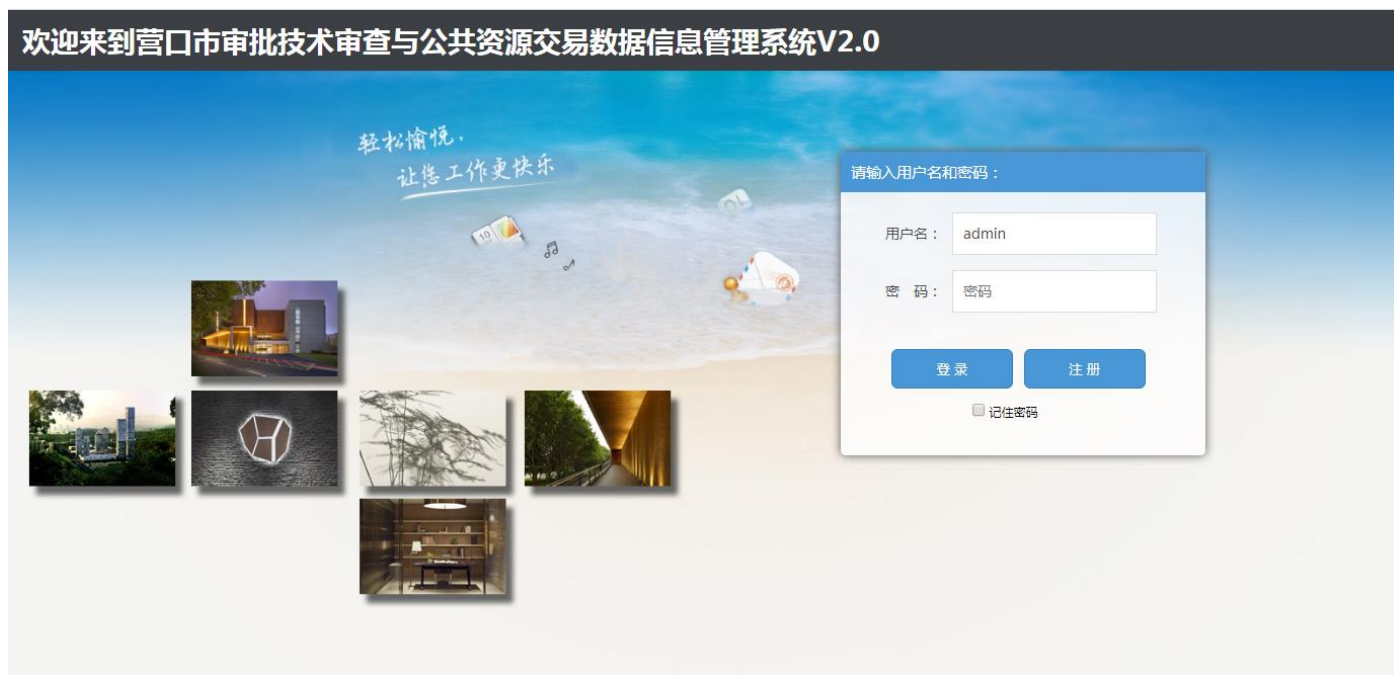 欢迎来到营口市审批技术审查与公共资源交易数据信息管理系统V2.0
轻松愉悦.
让您工作更快乐
请输入用户名和密码：
用户名： admin
密 码： 密码
登 录 注 册
记住密码
10